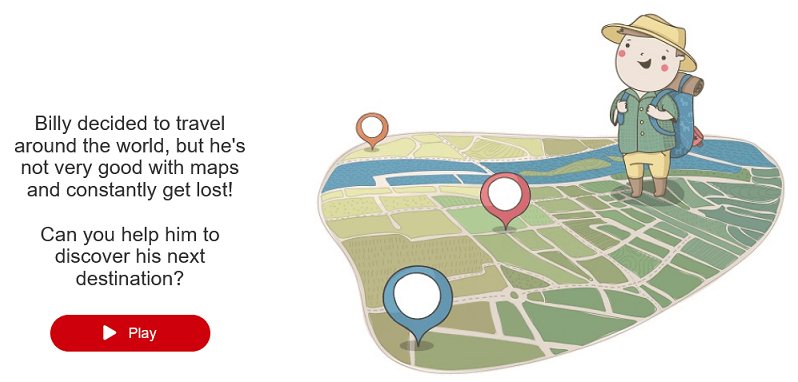 Billy decided to travel
around the world, but he's
not very good with maps
and constantly get lost!
Can you help him to
discover his next
destination?
Play